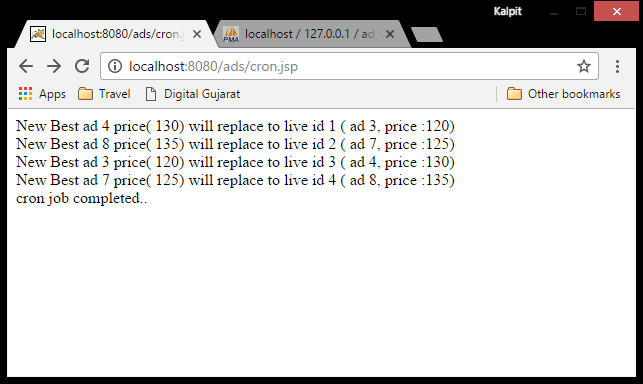 Kalpit
localhost:8080/ads/cron.j
localhost / 127.0.0.1 / ad
PMA
localhost:8080/ads/cron.jsp
Apps Travel Digital Gujarat Other bookmarks
New Best ad 4 price( 130) will replace to live id 1 ( ad 3, price :120)
New Best ad 8 price( 135) will replace to live id 2 ( ad 7, price :125)
New Best ad 3 price( 120) will replace to live id 3 ( ad 4, price :130)
New Best ad 7 price( 125) will replace to live id 4 ( ad 8, price :135)
cron job completed..